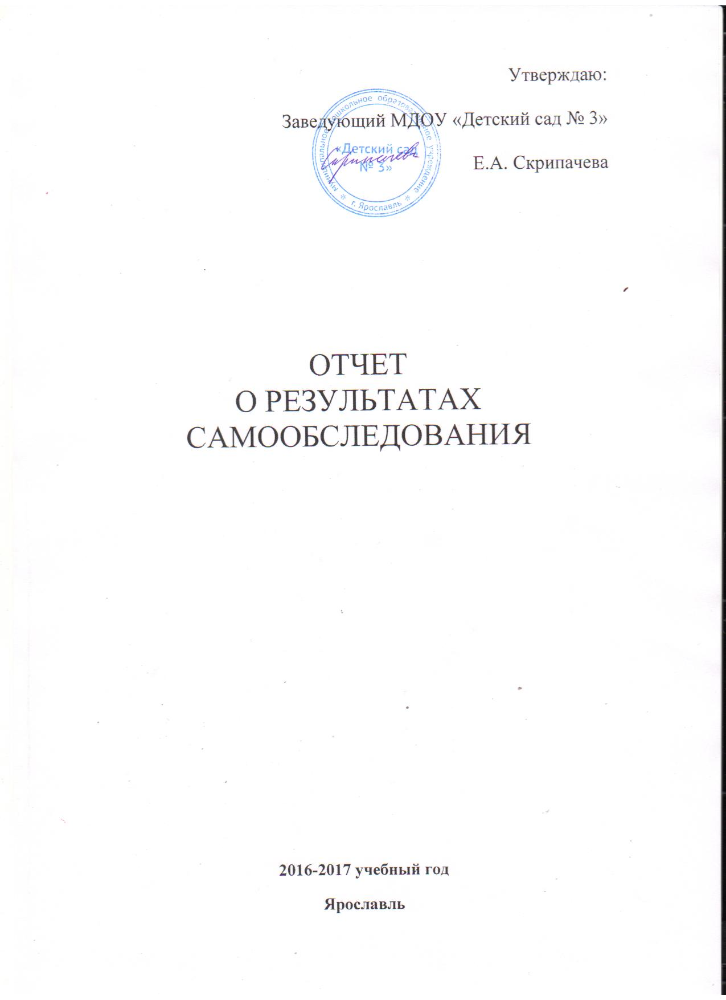 Утверждаю:
Заведующий МДОУ «Детский сад № 3»
муниципальное дошкольное образовательное учреждение
«Детский сад
№ 3»
* г. Ярославль *
Скрипачева
Е.А. Скрипачева
ОТЧЕТ
О РЕЗУЛЬТАТАХ
САМООБСЛЕДОВАНИЯ
2016-2017 учебный год
Ярославль